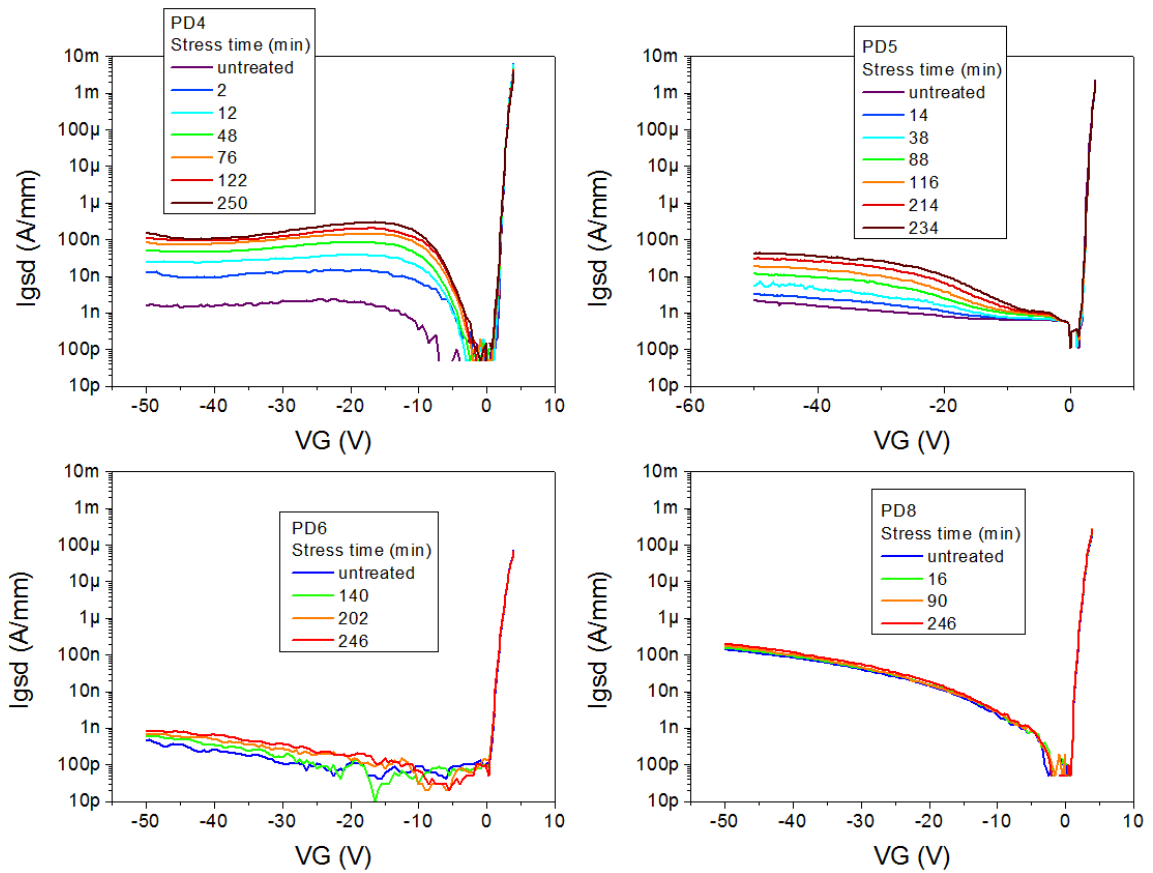 PD4
Stress time (min)
untreated
2
12
48
76
122
250
10m
1m
100µ
10µ
1µ
100n
10n
1n
100p
10p
Igsd (A/mm)
-50 -40 -30 -20 -10 0 10
VG (V)
PD5
Stress time (min)
untreated
14
38
88
116
214
234
10m
1m
100µ
10µ
1µ
100n
10n
1n
100p
10p
Igsd (A/mm)
-60 -40 -20 0
VG (V)
PD6
Stress time (min)
untreated
140
202
246
10m
1m
100µ
10µ
1µ
100n
10n
1n
100p
10p
Igsd (A/mm)
-50 -40 -30 -20 -10 0 10
VG (V)
PD8
Stress time (min)
untreated
16
90
246
10m
1m
100µ
10µ
1µ
100n
10n
1n
100p
10p
Igsd (A/mm)
-50 -40 -30 -20 -10 0 10
VG (V)